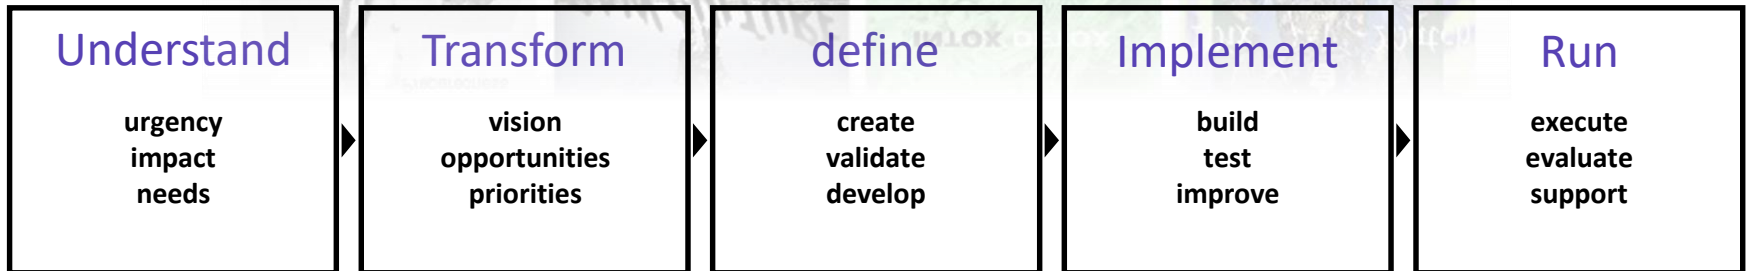 Understand
urgency
impact
needs
Transform
vision
opportunities
priorities
define
create
validate
develop
Implement
build
test
improve
Run
execute
evaluate
support